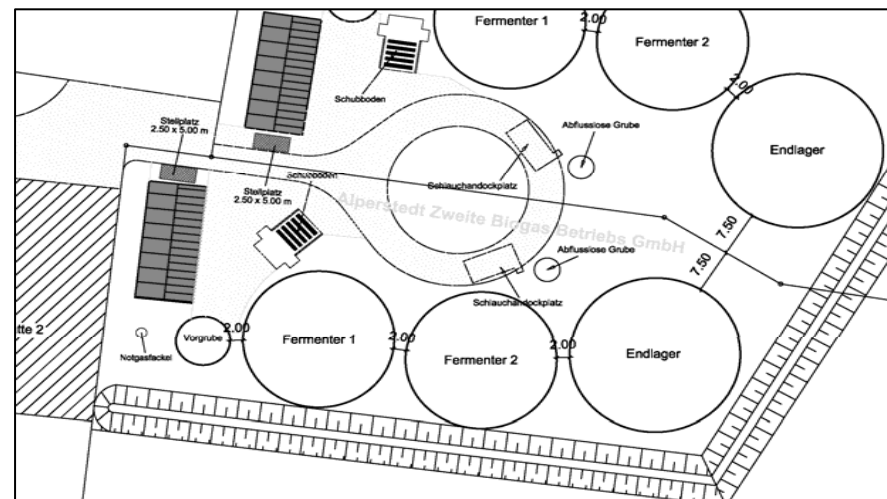 Fermenter 1
2.00
Fermenter 2
2.00
Schubboden
Stellplatz
2.50 x 5.00 m
Abflusslose Grube
Endlager
Schubboden
Stellplatz
2.50 x 5.00 m
Schlauchandockplatz
Alperstedt Zweite Biogas Betriebs GmbH
7.50
7.50
Abflusslose Grube
Schlauchandockplatz
tte 2
Notgasfackel
Vorgrube
2.00
Fermenter 1
2.00
Fermenter 2
2.00
Endlager